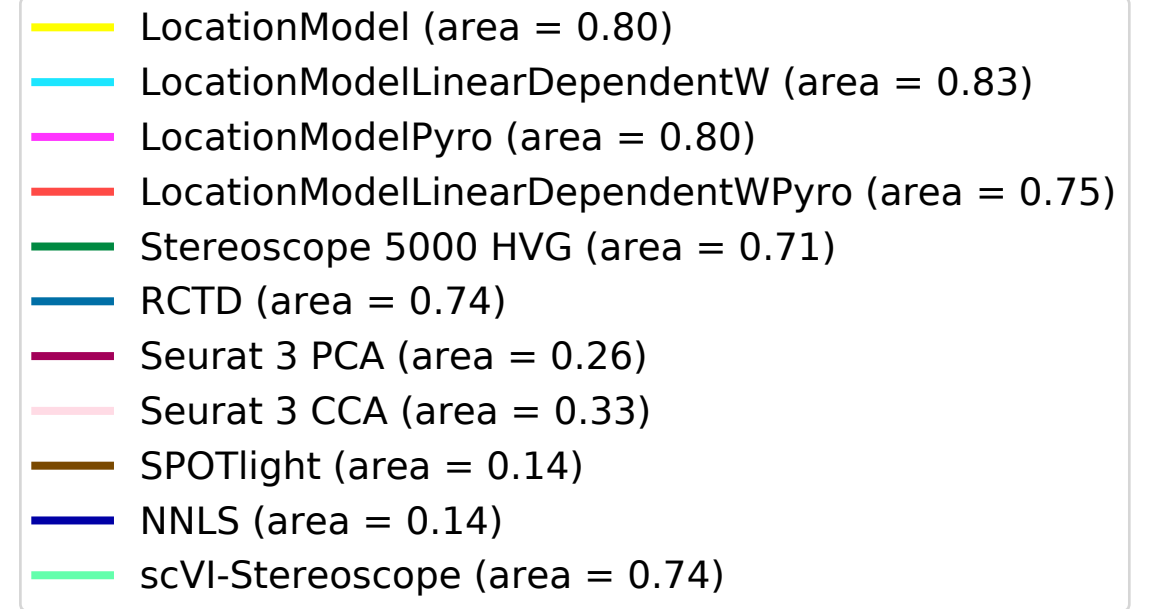 LocationModel (area = 0.80)
LocationModelLinearDependentW (area = 0.83)
LocationModelPyro (area = 0.80)
LocationModelLinearDependentWPyro (area = 0.75)
Stereoscope 5000 HVG (area = 0.71)
RCTD (area = 0.74)
Seurat 3 PCA (area = 0.26)
Seurat 3 CCA (area = 0.33)
SPOTlight (area = 0.14)
NNLS (area = 0.14)
scVI-Stereoscope (area = 0.74)